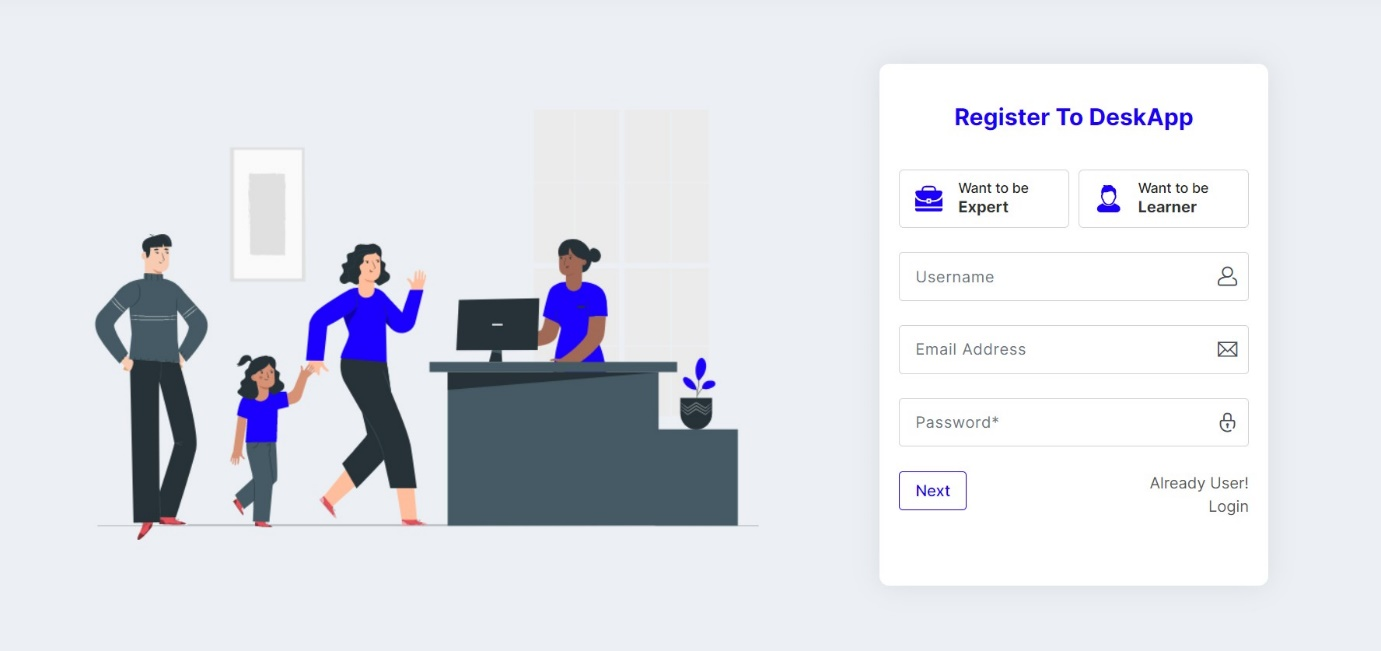 Register To DeskApp
Want to be
Expert
Want to be
Learner
Username
Email Address
Password*
Next
Already User!
Login